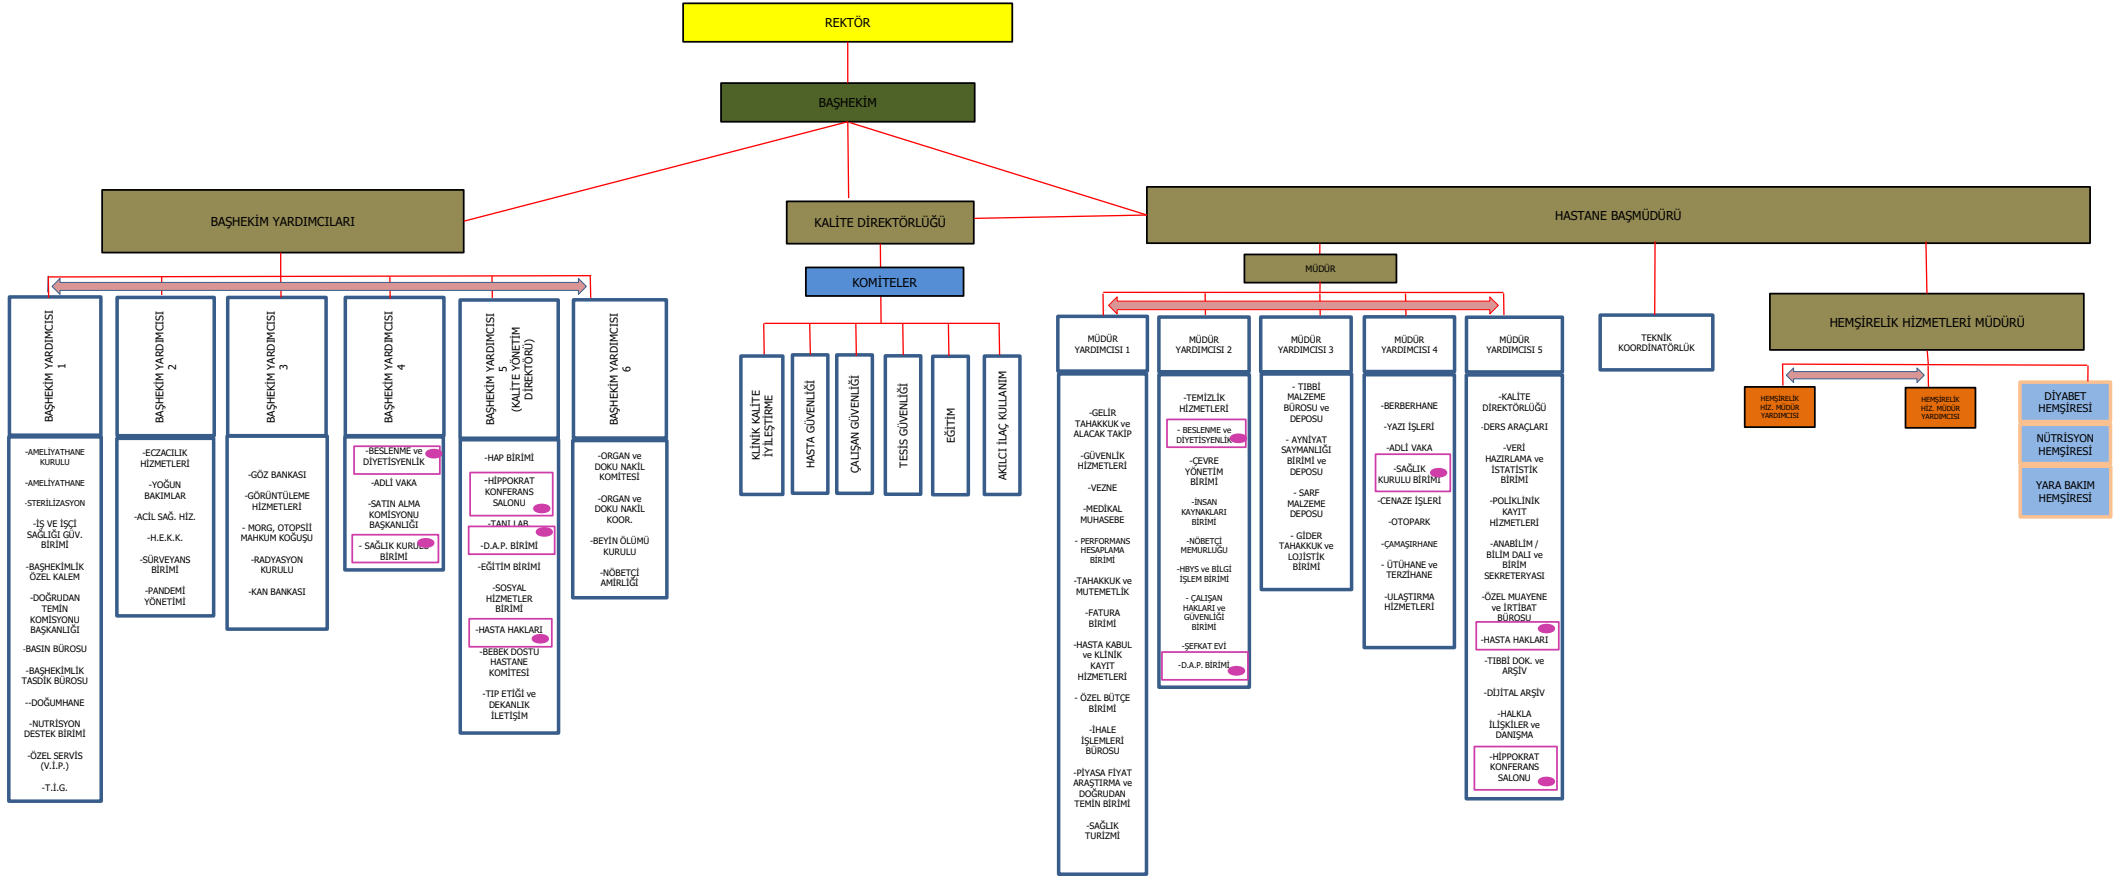 REKTÖR
BAŞHEKİM
BAŞHEKİM YARDIMCILARI
KALİTE DİREKTÖRLÜĞÜ
HASTANE BAŞMÜDÜRÜ
KOMİTELER
MÜDÜR
HEMŞİRELİK HİZMETLERİ MÜDÜRÜ
TEKNİK
KOORDİNATÖRLÜK
BAŞHEKİM YARDIMCISI
1
-AMELİYATHANE
KURULU
-AMELİYATHANE
-STERİLİZASYON
-İŞ VE İŞÇİ
SAĞLIĞI GÜV.
BİRİMİ
-BAŞHEKİMLİK
ÖZEL KALEM
-DOĞRUDAN
TEMİN
KOMİSYONU
BAŞKANLIĞI
-BASIN BÜROSU
-BAŞHEKİMLİK
TASDİK BÜROSU
--DOĞUMHANE
-NUTRİSYON
DESTEK BİRİMİ
-ÖZEL SERVİS
(V.İ.P.)
-T.İ.G.
BAŞHEKİM YARDIMCISI
2
-ECZACILIK
HİZMETLERİ
-YOĞUN
BAKIMLAR
-ACİL SAĞ. HİZ.
-H.E.K.K.
-SÜRVEYANS
BİRİMİ
-PANDEMİ
YÖNETİMİ
BAŞHEKİM YARDIMCISI
3
-GÖZ BANKASI
-GÖRÜNTÜLEME
HİZMETLERİ
- MORG, OTOPSİİ
MAHKUM KOĞUŞU
-RADYASYON
KURULU
-KAN BANKASI
BAŞHEKİM YARDIMCISI
4
-BESLENME ve
DİYETİSYENLİK
-ADLİ VAKA
-SATIN ALMA
KOMİSYONU
BAŞKANLIĞI
- SAĞLIK KURULU
BİRİMİ
BAŞHEKİM YARDIMCISI
5
(KALİTE YÖNETİM
DİREKTÖRÜ)
-HAP BİRİMİ
-HİPPOKRAT
KONFERANS
SALONU
-TANI LAB.
-D.A.P. BİRİMİ
-EĞİTİM BİRİMİ
-SOSYAL
HİZMETLER
BİRİMİ
-HASTA HAKLARI
-BEBEK DOSTU
HASTANE
KOMİTESİ
-TIP ETİĞİ ve
DEKANLIK
İLETİŞİM
BAŞHEKİM YARDIMCISI
6
-ORGAN ve
DOKU NAKİL
KOMİTESİ
-ORGAN ve
DOKU NAKİL
KOOR.
-BEYİN ÖLÜMÜ
KURULU
-NÖBETÇİ
AMİRLİĞİ
KLİNİK KALİTE
İYİLEŞTİRME
HASTA GÜVENLİĞİ
ÇALIŞAN GÜVENLİĞİ
TESİS GÜVENLİĞİ
EĞİTİM
AKILCI İLAÇ KULLANIM
MÜDÜR
YARDIMCISI 1
-GELİR
TAHAKKUK ve
ALACAK TAKİP
-GÜVENLİK
HİZMETLERİ
-VEZNE
-MEDİKAL
MUHASEBE
- PERFORMANS
HESAPLAMA
BİRİMİ
-TAHAKKUK ve
MUTEMETLİK
-FATURA
BİRİMİ
-HASTA KABUL
ve KLİNİK
KAYIT
HİZMETLERİ
- ÖZEL BÜTÇE
BİRİMİ
-İHALE
İŞLEMLERİ
BÜROSU
-PİYASA FİYAT
ARAŞTIRMA ve
DOĞRUDAN
TEMİN BİRİMİ
-SAĞLIK
TURİZMİ
MÜDÜR
YARDIMCISI 2
-TEMİZLİK
HİZMETLERİ
- BESLENME ve
DİYETİSYENLİK
-ÇEVRE
YÖNETİM
BİRİMİ
-İNSAN
KAYNAKLARI
BİRİMİ
-NÖBETÇİ
MEMURLUĞU
-HBYS ve BİLGİ
İŞLEM BİRİMİ
- ÇALIŞAN
HAKLARI ve
GÜVENLİĞİ
BİRİMİ
-ŞEFKAT EVİ
-D.A.P. BİRİMİ
MÜDÜR
YARDIMCISI 3
- TIBBİ
MALZEME
BÜROSU ve
DEPOSU
- AYNİYAT
SAYMANLIĞI
BİRİMİ ve
DEPOSU
- SARF
MALZEME
DEPOSU
- GİDER
TAHAKKUK ve
LOJİSTİK
BİRİMİ
MÜDÜR
YARDIMCISI 4
-BERBERHANE
-YAZI İŞLERİ
-ADLİ VAKA
-SAĞLIK
KURULU BİRİMİ
-CENAZE İŞLERİ
-OTOPARK
-ÇAMAŞIRHANE
- ÜTÜHANE ve
TERZİHANE
-ULAŞTIRMA
HİZMETLERİ
MÜDÜR
YARDIMCISI 5
-KALİTE
DİREKTÖRLÜĞÜ
-DERS ARAÇLARI
-VERİ
HAZIRLAMA ve
İSTATİSTİK
BİRİMİ
-POLİKLİNİK
KAYIT
HİZMETLERİ
-ANABİLİM /
BİLİM DALI ve
BİRİM
SEKRETERYASI
-ÖZEL MUAYENE
ve İRTİBAT
BÜROSU
-HASTA HAKLARI
-TIBBİ DOK. ve
ARŞİV
-DİJİTAL ARŞİV
-HALKLA
İLİŞKİLER ve
DANIŞMA
-HİPPOKRAT
KONFERANS
SALONU
HEMŞİRELİK
HİZ. MÜDÜR
YARDIMCISI
HEMŞİRELİK
HİZ. MÜDÜR
YARDIMCISI
DİYABET
HEMŞİRESİ
NÜTRİSYON
HEMŞİRESİ
YARA BAKIM
HEMŞİRESİ